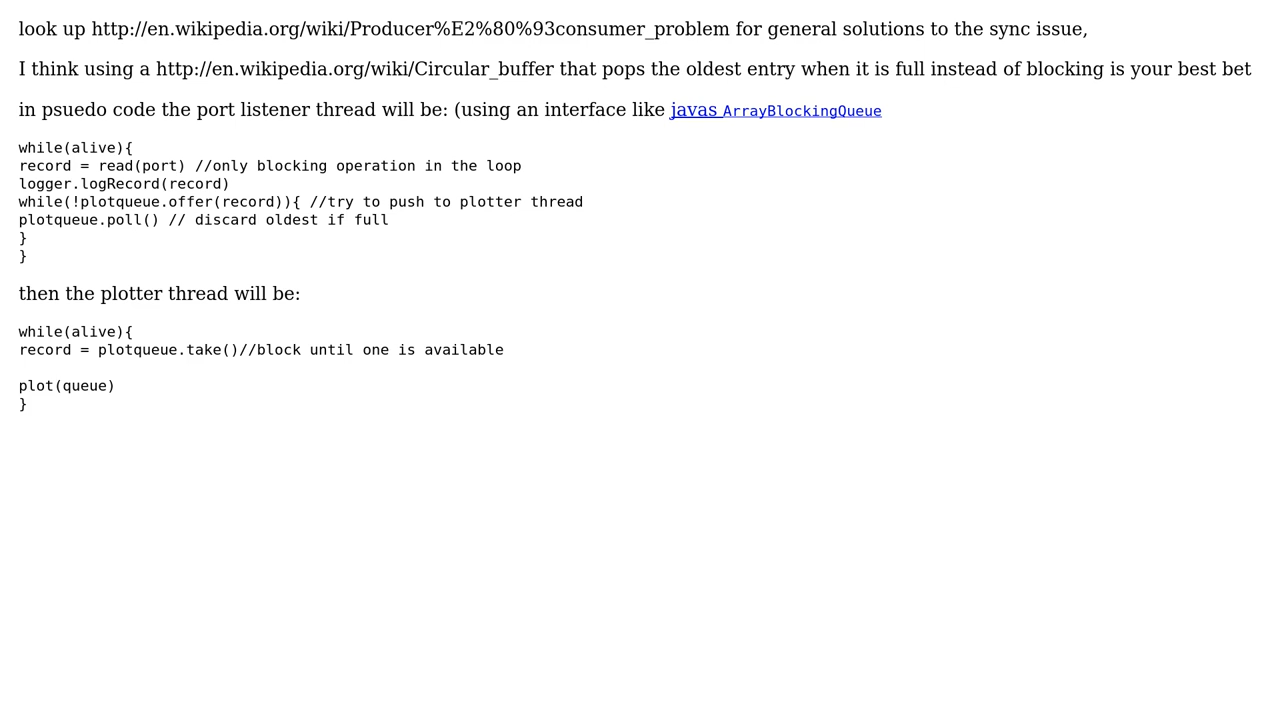 look up http://en.wikipedia.org/wiki/Producer%E2%80%93consumer_problem for general solutions to the sync issue,
I think using a http://en.wikipedia.org/wiki/Circular_buffer that pops the oldest entry when it is full instead of blocking is your best bet
in psuedo code the port listener thread will be: (using an interface like javas ArrayBlockingQueue
while(alive){
record = read(port) //only blocking operation in the loop
logger.logRecord(record)
while(!plotqueue.offer(record)){ //try to push to plotter thread
plotqueue.poll() // discard oldest if full
}
}
then the plotter thread will be:
while(alive){
record = plotqueue.take()//block until one is available
plot(queue)
}